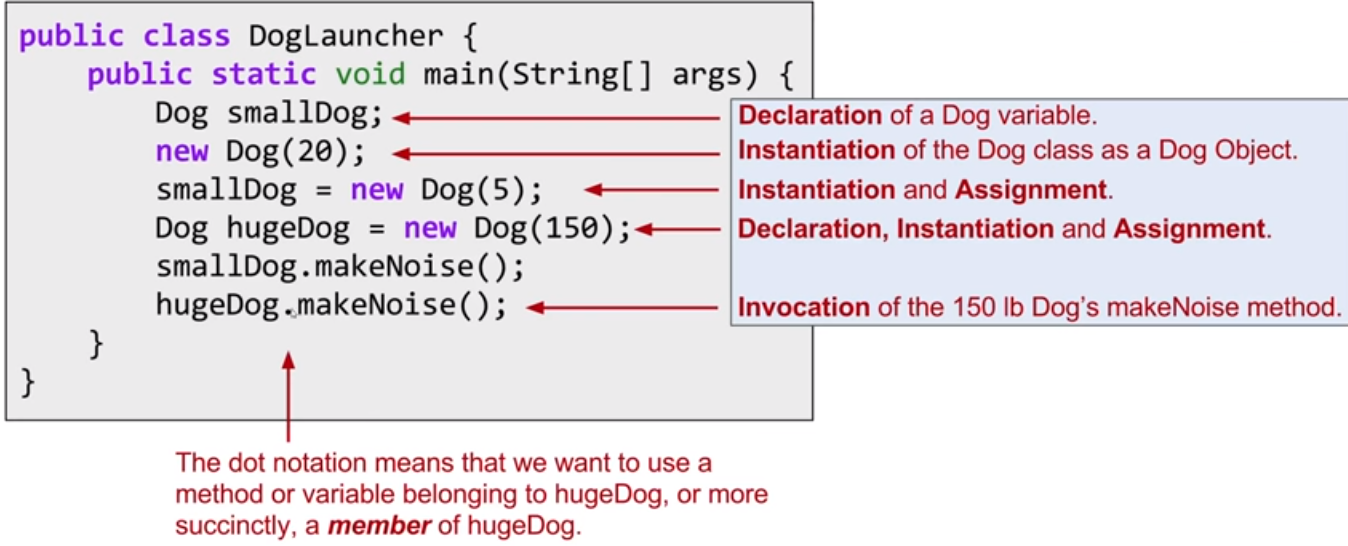 public class DogLauncher {
public static void main(String[] args) {
Dog smallDog;
Declaration of a Dog variable.
new Dog(20);
Instantiation of the Dog class as a Dog Object.
smallDog = new Dog(5);
Instantiation and Assignment.
Dog hugeDog = new Dog(150);
Declaration, Instantiation and Assignment.
smallDog.makeNoise();
hugeDog.makeNoise();
Invocation of the 150 lb Dog's makeNoise method.
}
}
The dot notation means that we want to use a
method or variable belonging to hugeDog, or more
succinctly, a member of hugeDog.